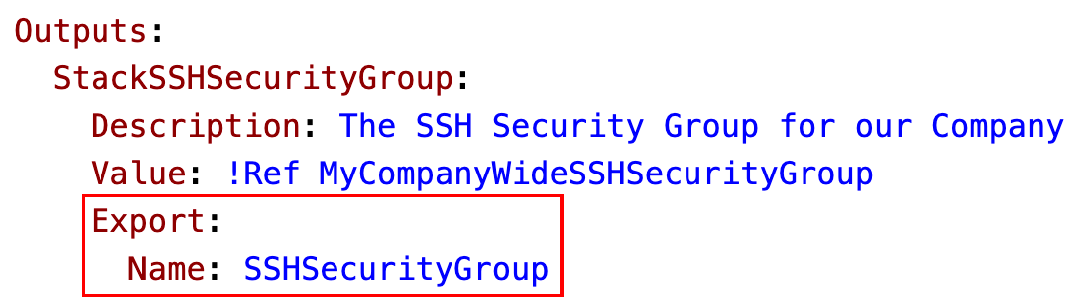 Outputs:
  StackSSHSecurityGroup:
    Description: The SSH Security Group for our Company
    Value: !Ref MyCompanyWideSSHSecurityGroup
    Export:
      Name: SSHSecurityGroup